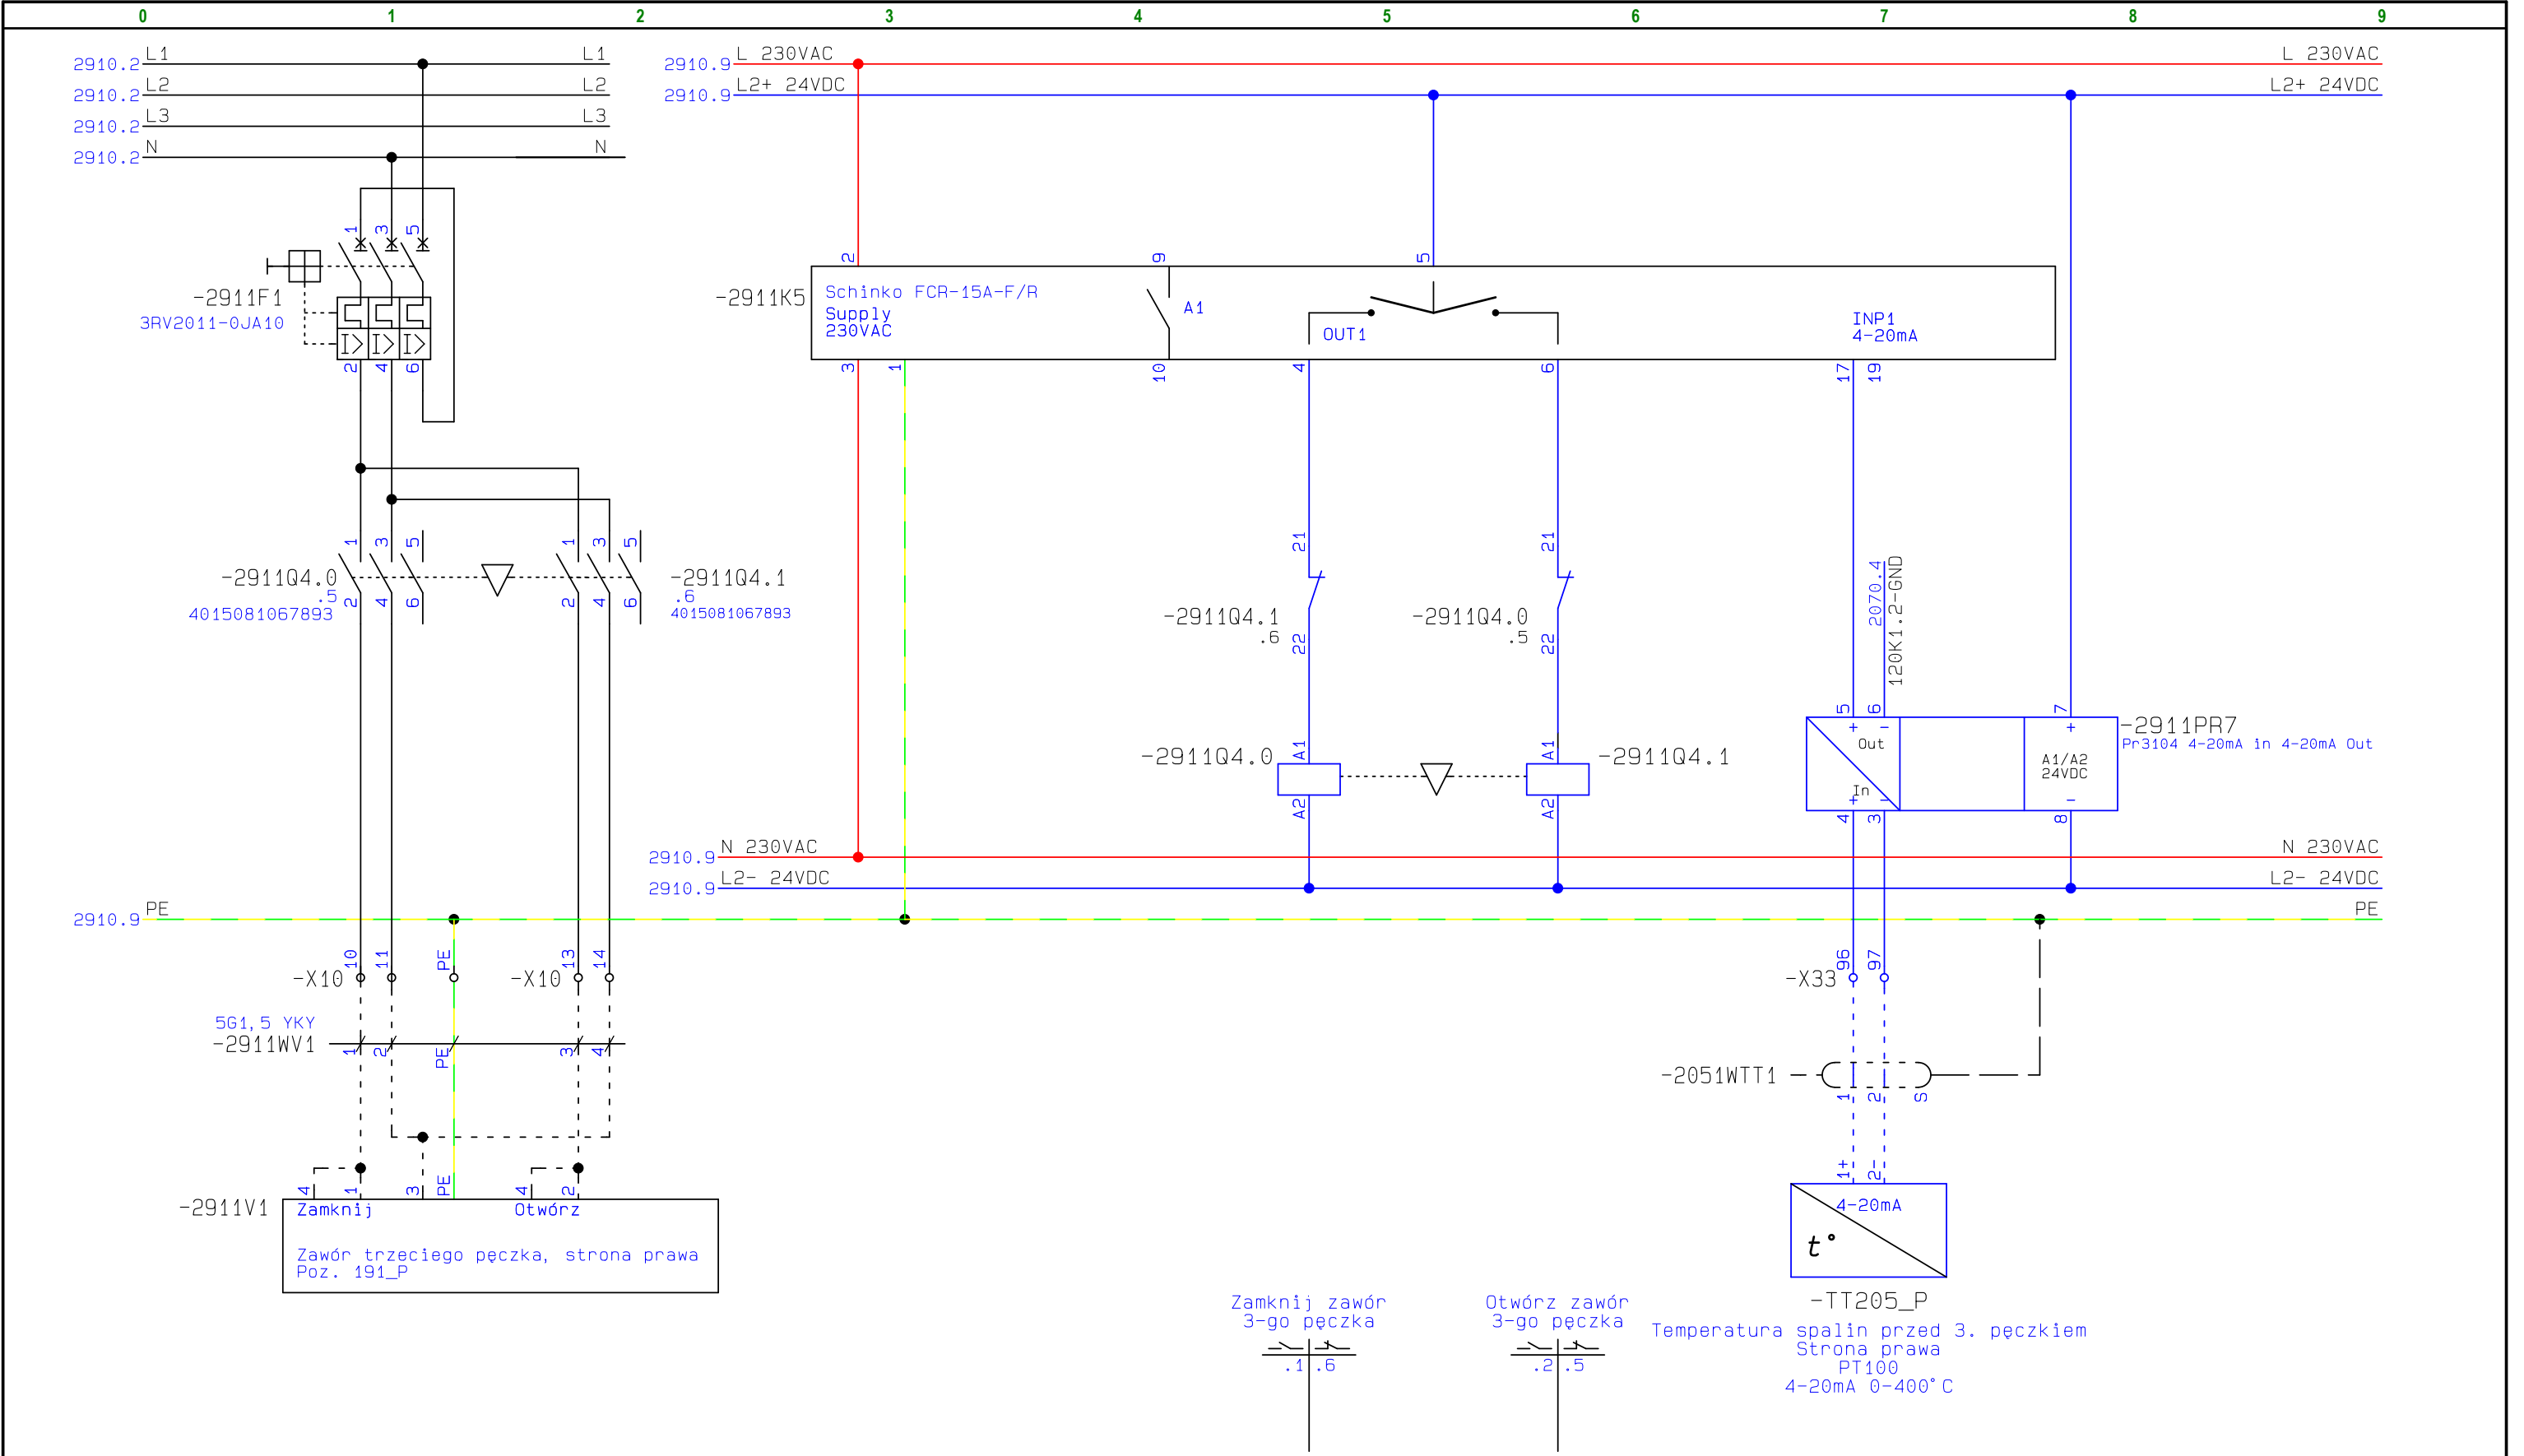 0 1 2 3 4 5 6 7 8 9
2910.2 L1 L1
2910.2 L2 L2
2910.2 L3 L3
2910.2 N N
2910.9 L 230VAC L 230VAC
2910.9 L2+ 24VDC L2+ 24VDC
1 3 5
-2911F1
3RV2011-0JA10
I> I> I>
2 4 6
2 9 5
-2911K5
Schinko FCR-15A-F/R
Supply
230VAC
A1
OUT1
INP1
4-20mA
3 1 10 4 6 17 19
1 3 5 1 3 5
-2911Q4.0
.5
4015081067893
2 4 6 2 4 6
-2911Q4.1
.6
4015081067893
21
-2911Q4.1
.6
22
21
-2911Q4.0
.5
22
2070.4
120K1.2-GND
-2911Q4.0
A1
A2
A1
A2
-2911Q4.1
5 6 7
+ - +
Out
In
+ -
A1/A2
24VDC
-
4 3 8
-2911PR7
Pr3104 4-20mA in 4-20mA Out
2910.9 N 230VAC N 230VAC
2910.9 L2- 24VDC L2- 24VDC
2910.9 PE PE
-X10 10 11 PE
-X10 13 14
-X33 96 97
5G1,5 YKY
-2911WV1
1 2 PE 3 4
-2051WTT1
1 2 S
4 1 3 PE 4 2
-2911V1
Zamknij Otwórz
Zawór trzeciego pęczka, strona prawa
Poz. 191_P
1+ 2-
4-20mA
t°
-TT205_P
Temperatura spalin przed 3. pęczkiem
Strona prawa
PT100
4-20mA 0-400°C
Zamknij zawór
3-go pęczka
.1 .6
Otwórz zawór
3-go pęczka
.2 .5